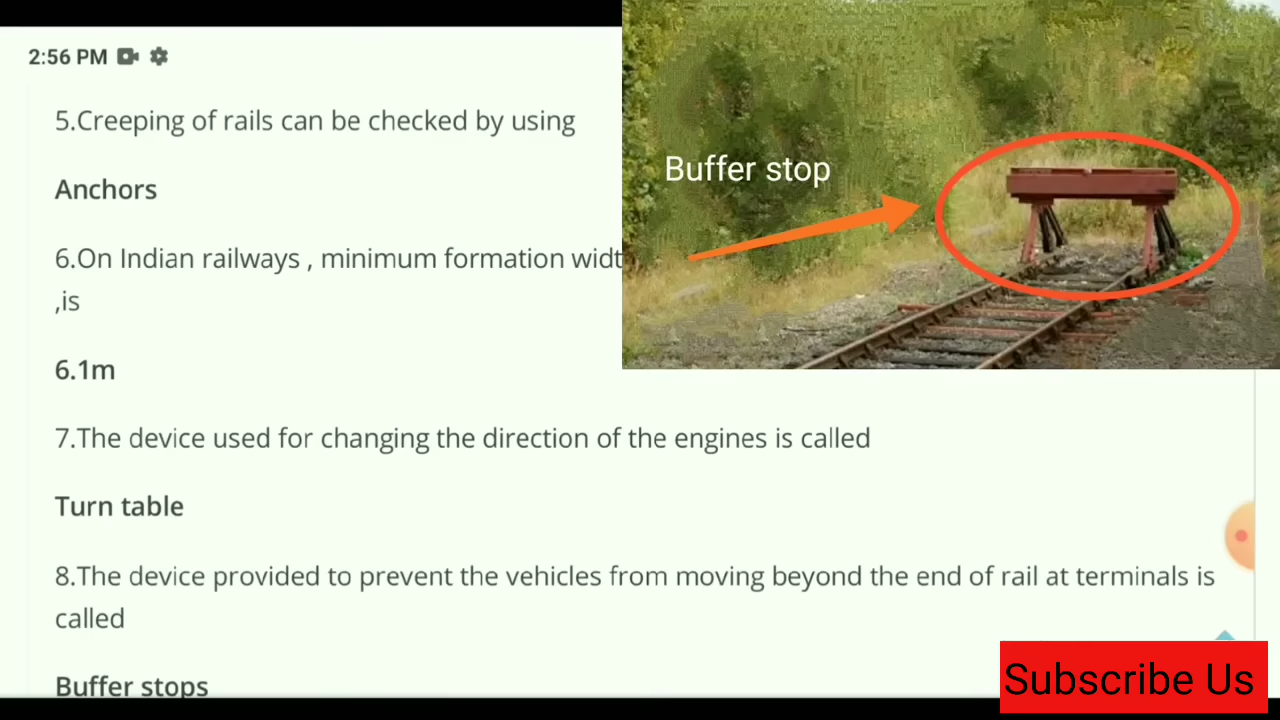 2:56 PM
5.Creeping of rails can be checked by using
Anchors
6.On Indian railways , minimum formation
,is
6.1m
7.The device used for changing the direction of the engines is called
Turn table
8.The device provided to prevent the vehicles from moving beyond the end of rail at terminals is
called
Buffer stops
Buffer stop
Subscribe Us